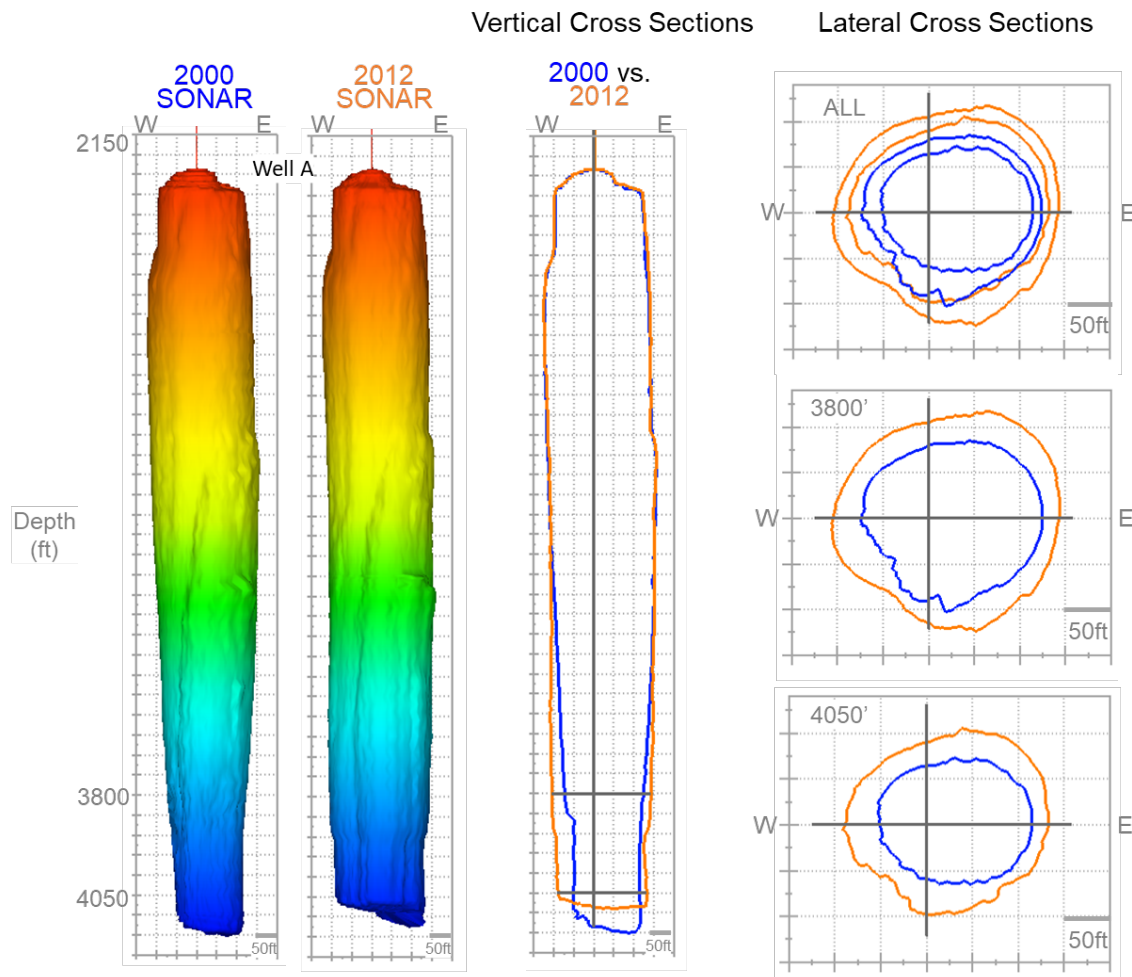 Vertical Cross Sections
Lateral Cross Sections
2000
SONAR
2012
SONAR
2000 vs.
2012
W
E
W
E
W
E
2150
Well A
Depth
(ft)
3800
4050
50ft
50ft
50ft
ALL
W
E
50ft
3800'
W
E
50ft
4050'
W
E
50ft